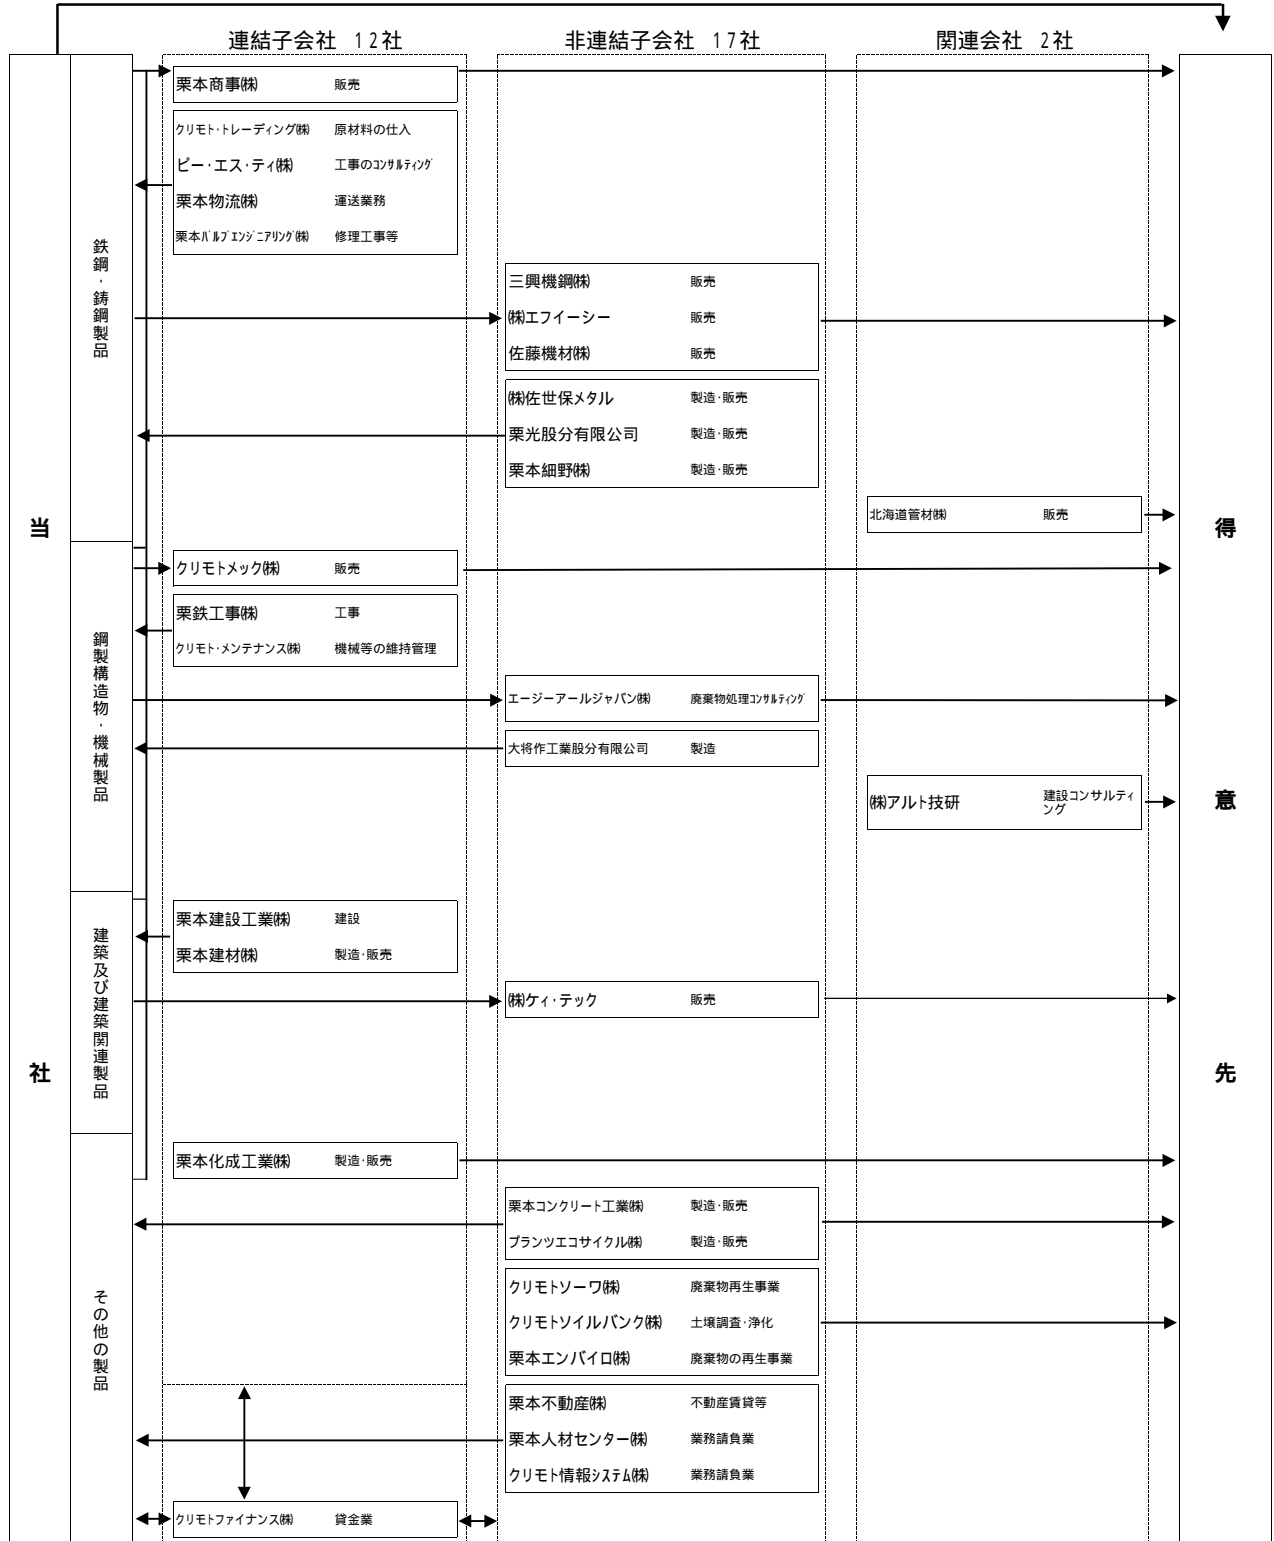 連結子会社 12社
非連結子会社 17社
関連会社 2社
当社
得意先
鉄鋼・鋳鋼製品
栗本商事㈱ 販売
クリモト・トレーディング㈱ 原材料の仕入
ピー・エス・ティ㈱ 工事のコンサルティング
栗本物流㈱ 運送業務
栗本バルブエンジニアリング㈱ 修理工事等
三興機鋼㈱ 販売
㈱エフイーシー 販売
佐藤機材㈱ 販売
㈱佐世保メタル 製造・販売
栗光股分有限公司 製造・販売
栗本細野㈱ 製造・販売
北海道管材㈱ 販売
鋼製構造物・機械製品
クリモトメック㈱ 販売
栗鉄工事㈱ 工事
クリモト・メンテナンス㈱ 機械等の維持管理
エージーアールジャパン㈱ 廃棄物処理コンサルティング
大将作工業股分有限公司 製造
㈱アルト技研 建設コンサルティ
ング
建築及び建築関連製品
栗本建設工業㈱ 建設
栗本建材㈱ 製造・販売
㈱ケィ・テック 販売
その他の製品
栗本化成工業㈱ 製造・販売
栗本コンクリート工業㈱ 製造・販売
プランツエコサイクル㈱ 製造・販売
クリモトソーワ㈱ 廃棄物再生事業
クリモトソイルバンク㈱ 土壌調査・浄化
栗本エンバイロ㈱ 廃棄物の再生事業
栗本不動産㈱ 不動産賃貸等
栗本人材センター㈱ 業務請負業
クリモト情報システム㈱ 業務請負業
クリモトファイナンス㈱ 貸金業